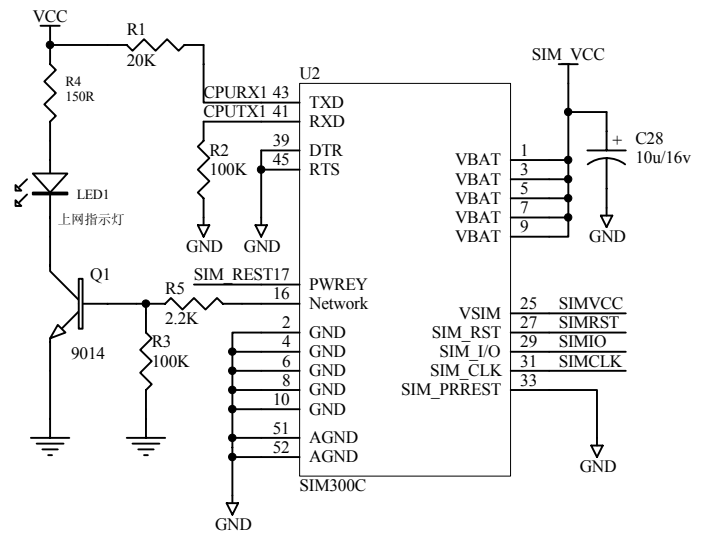 VCC
R1
20K
R4
150R
LED1
上网指示灯
Q1
9014
R5
2.2K
R3
100K
R2
100K
GND
GND
CPURX1 43
CPUTX1 41
39
45
SIM_REST17
16
2
4
6
8
10
51
52
GND
U2
TXD
RXD
DTR
RTS
PWREY
Network
GND
GND
GND
GND
GND
AGND
AGND
SIM300C
VBAT
VBAT
VBAT
VBAT
VBAT
VSIM
SIM_RST
SIM_I/O
SIM_CLK
SIM_PRREST
1
3
5
7
9
25 SIMVCC
27 SIMRST
29 SIMIO
31 SIMCLK
33
SIM_VCC
+ C28
10u/16v
GND
GND